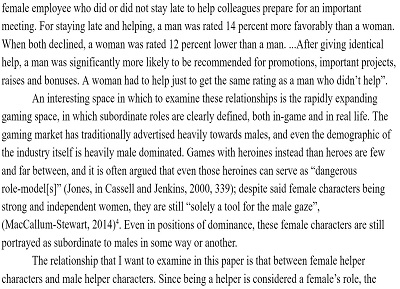 female employee who did or did not stay late to help colleagues prepare for an important
meeting. For staying late and helping, a man was rated 14 percent more favorably than a woman.
When both declined, a woman was rated 12 percent lower than a man. ...After giving identical
help, a man was significantly more likely to be recommended for promotions, important projects,
raises and bonuses. A woman had to help just to get the same rating as a man who didn't help”.
An interesting space in which to examine these relationships is the rapidly expanding
gaming space, in which subordinate roles are clearly defined, both in-game and in real life. The
gaming market has traditionally advertised heavily towards males, and even the demographic of
the industry itself is heavily male dominated. Games with heroines instead than heroes are few
and far between, and it is often argued that even those heroines can serve as “dangerous
role-model[s]” (Jones, in Cassell and Jenkins, 2000, 339); despite said female characters being
strong and independent women, they are still “solely a tool for the male gaze”,
(MacCallum-Stewart, 2014)⁴. Even in positions of dominance, these female characters are still
portrayed as subordinate to males in some way or another.
The relationship that I want to examine in this paper is that between female helper
characters and male helper characters. Since being a helper is considered a female's role, the